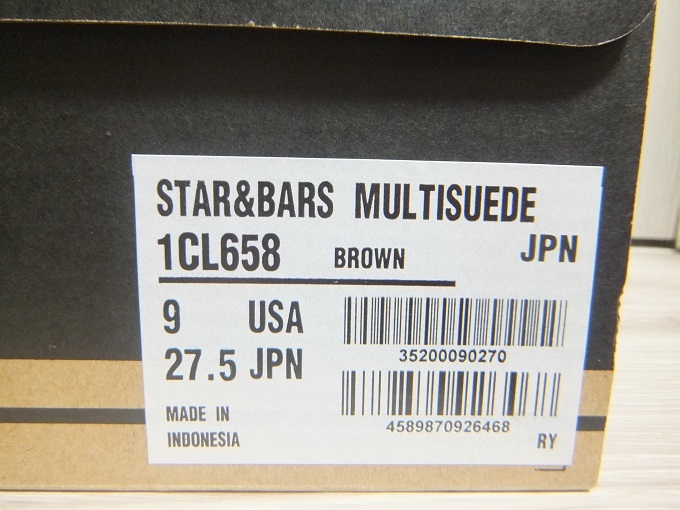 STAR&BARS MULTISUEDE
1CL658 BROWN JPN
9 USA
27.5 JPN
35200090270
4589870926468
MADE IN
INDONESIA
RY